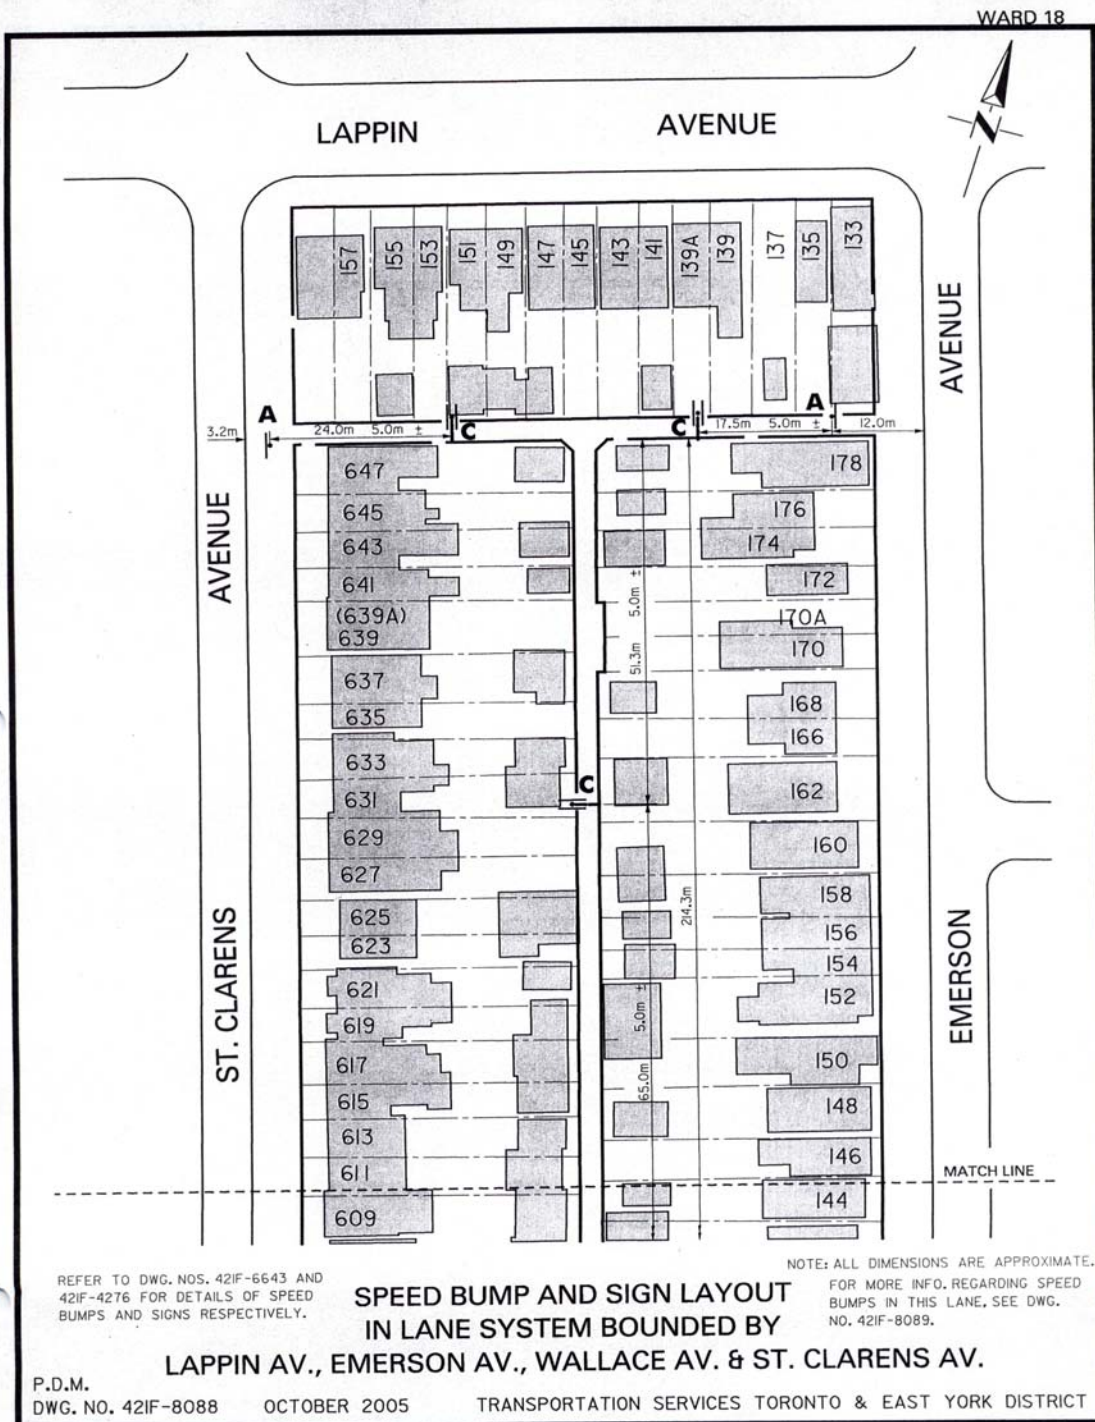 WARD 18
LAPPIN AVENUE
N
157 155 153 151 149 147 145 143 141 139A 139 137 135 133
AVENUE
A
A
3.2m 24.0m 5.0m ± C
C 17.5m 5.0m ± 12.0m
647
645
643
641
(639A)
639
637
635
633
631
629
627
625
623
621
619
617
615
613
611
609
AVENUE
ST. CLARENS
5.0m ±
51.3m
C
214.3m
5.0m ±
65.0m
178
176
174
172
170A
170
168
166
162
160
158
156
154
152
150
148
146
144
EMERSON
MATCH LINE
REFER TO DWG. NOS. 421F-6643 AND
421F-4276 FOR DETAILS OF SPEED
BUMPS AND SIGNS RESPECTIVELY.
SPEED BUMP AND SIGN LAYOUT
IN LANE SYSTEM BOUNDED BY
LAPPIN AV., EMERSON AV., WALLACE AV. & ST. CLARENS AV.
NOTE: ALL DIMENSIONS ARE APPROXIMATE.
FOR MORE INFO. REGARDING SPEED
BUMPS IN THIS LANE, SEE DWG.
NO. 421F-8089.
P.D.M.
DWG. NO. 421F-8088 OCTOBER 2005 TRANSPORTATION SERVICES TORONTO & EAST YORK DISTRICT